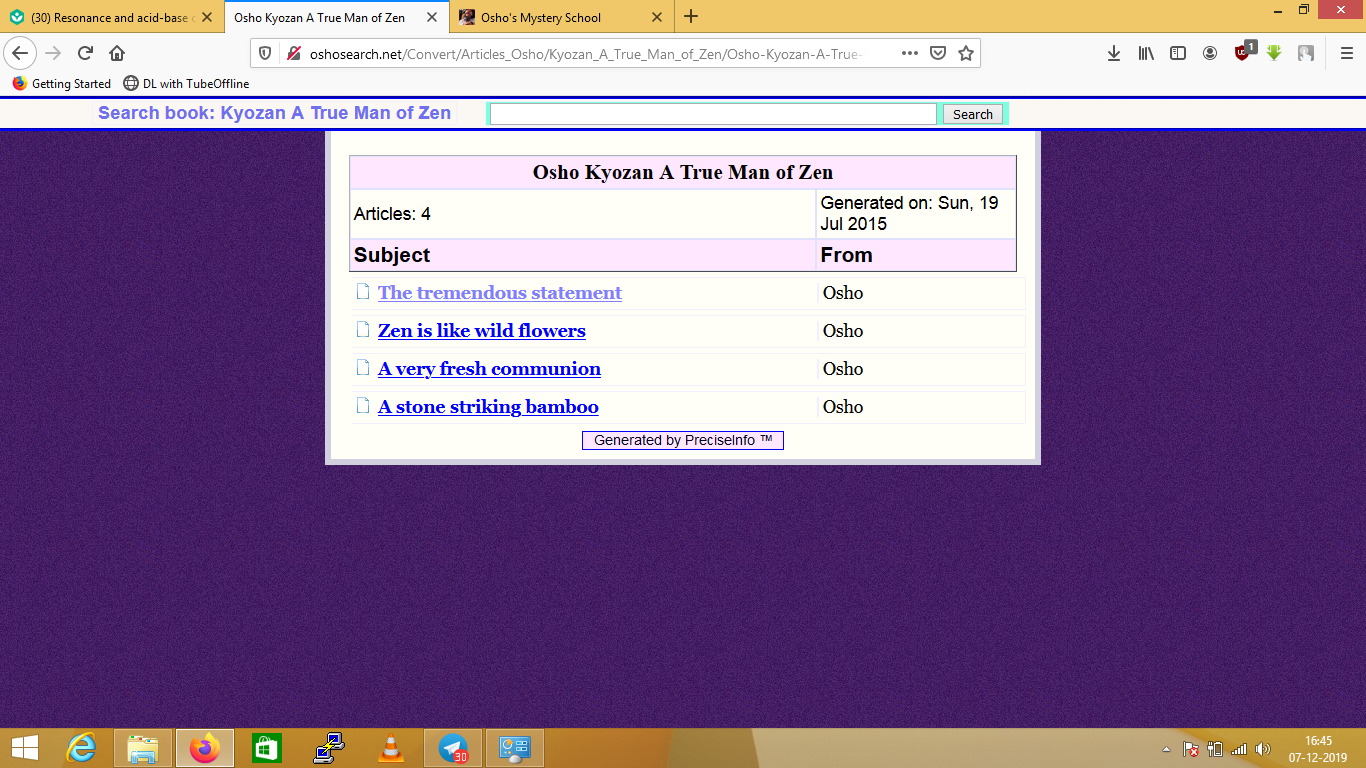 (30) Resonance and acid-base
Osho Kyozan A True Man of Zen
Osho's Mystery School
oshosearch.net/Convert/Articles_Osho/Kyozan_A_True_Man_of_Zen/Osho-Kyozan-A-True-
1
Getting Started
DL with TubeOffline
Search book: Kyozan A True Man of Zen
Search
Osho Kyozan A True Man of Zen
Articles: 4
Generated on: Sun, 19
Jul 2015
Subject
From
The tremendous statement
Osho
Zen is like wild flowers
Osho
A very fresh communion
Osho
A stone striking bamboo
Osho
Generated by PreciseInfo ™
30
16:45
07-12-2019